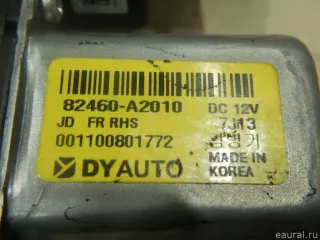 82460-A2010 DC 12V
JD FR RHS 7J13
001100801772
DYAUTO MADE IN
KOREA
eaural.ru